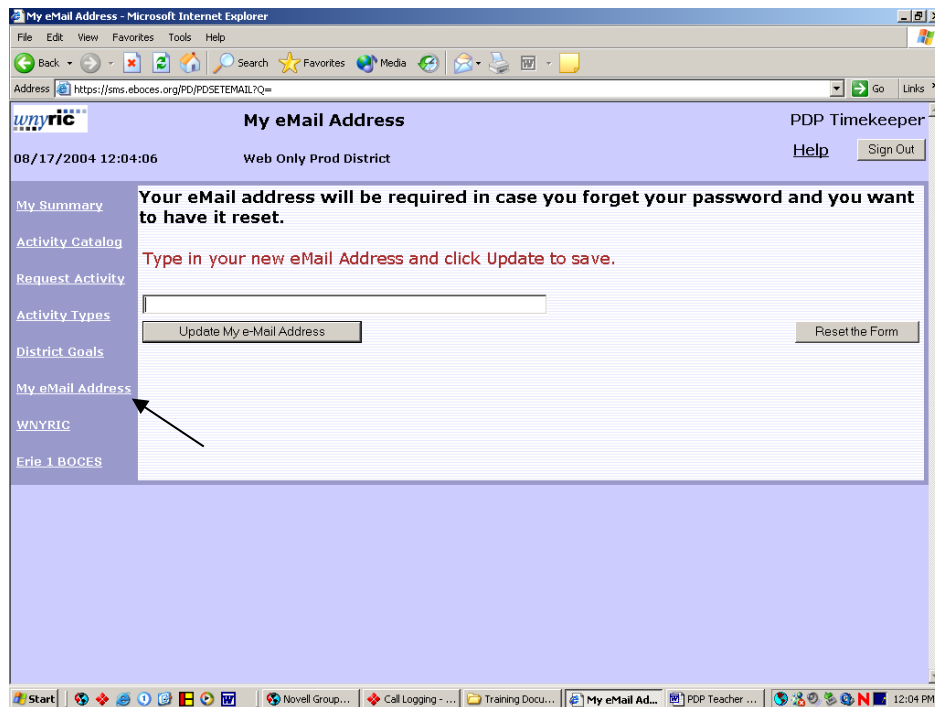 My eMail Address - Microsoft Internet Explorer
File Edit View Favorites Tools Help
Back Search Favorites Media
Address https://sms.eboces.org/PD/PDSETEMAIL?Q= Go Links
wnyric My eMail Address PDP Timekeeper
Help Sign Out
08/17/2004 12:04:06 Web Only Prod District
My Summary
Activity Catalog
Request Activity
Activity Types
District Goals
My eMail Address
WNYRIC
Erie 1 BOCES
Your eMail address will be required in case you forget your password and you want
to have it reset.
Type in your new eMail Address and click Update to save.
Update My e-Mail Address Reset the Form
Start Novell Group... Call Logging - ... Training Docu... My eMail Ad... PDP Teacher ... 12:04 PM